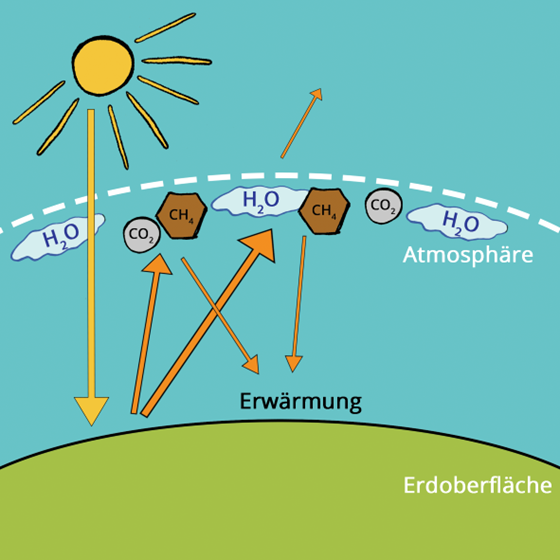 H₂O
CH₄
CO₂
H₂O
CH₄
CO₂
H₂O
Atmosphäre
Erwärmung
Erdoberfläche